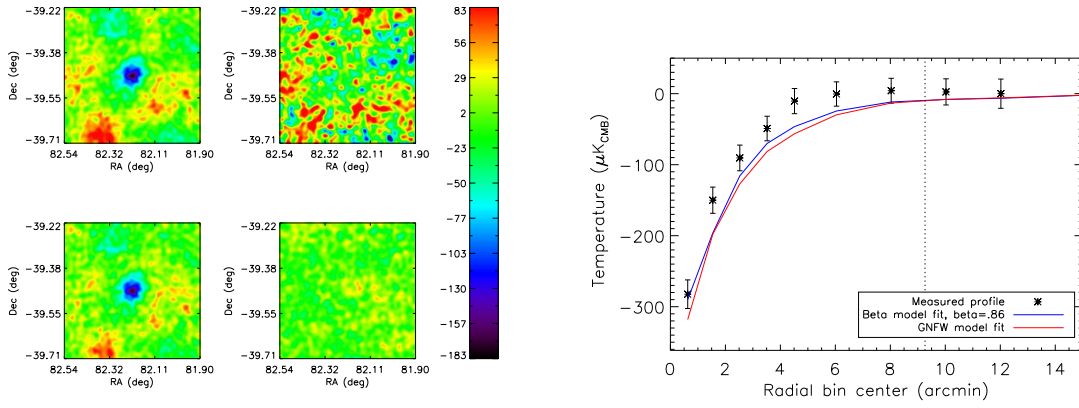 -39.22
-39.38
-39.55
-39.71
Dec (deg)
82.54 82.32 82.11 81.90
RA (deg)
-39.22
-39.38
-39.55
-39.71
Dec (deg)
82.54 82.32 82.11 81.90
RA (deg)
-39.22
-39.38
-39.55
-39.71
Dec (deg)
82.54 82.32 82.11 81.90
RA (deg)
-39.22
-39.38
-39.55
-39.71
Dec (deg)
82.54 82.32 82.11 81.90
RA (deg)
83
56
29
2
-23
-50
-77
-103
-130
-157
-183
Temperature (μK_CMB)
0
-100
-200
-300
0 2 4 6 8 10 12 14
Radial bin center (arcmin)
Measured profile
Beta model fit, beta=.86
GNFW model fit